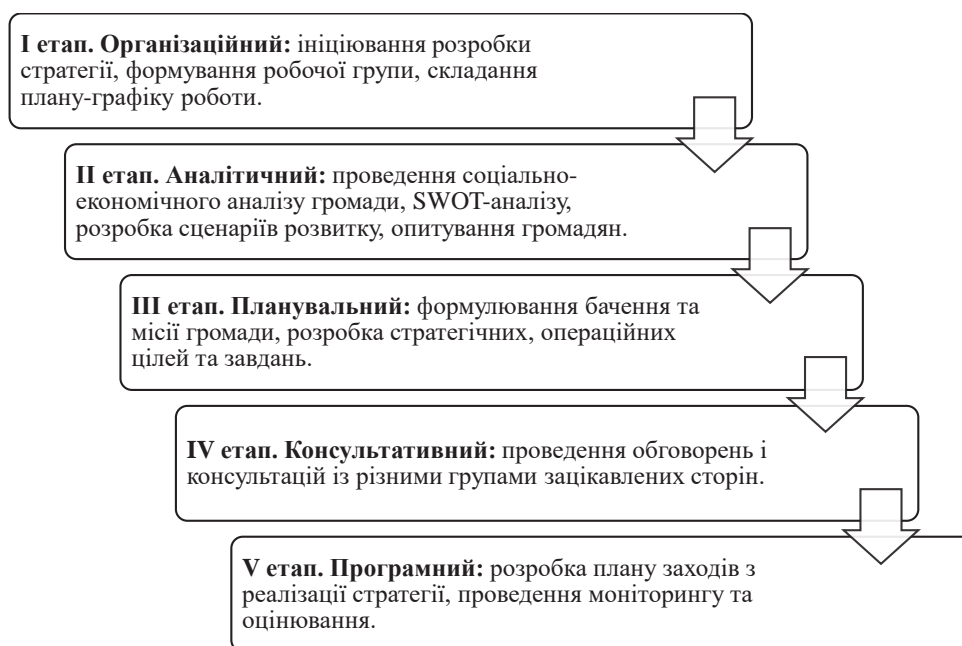 I етап. Організаційний: ініціювання розробки
стратегії, формування робочої групи, складання
плану-графіку роботи.
II етап. Аналітичний: проведення соціально-
економічного аналізу громади, SWOT-аналізу,
розробка сценаріїв розвитку, опитування громадян.
III етап. Планувальний: формулювання бачення та
місії громади, розробка стратегічних, операційних
цілей та завдань.
IV етап. Консультативний: проведення обговорень і
консультацій із різними групами зацікавлених сторін.
V етап. Програмний: розробка плану заходів з
реалізації стратегії, проведення моніторингу та
оцінювання.